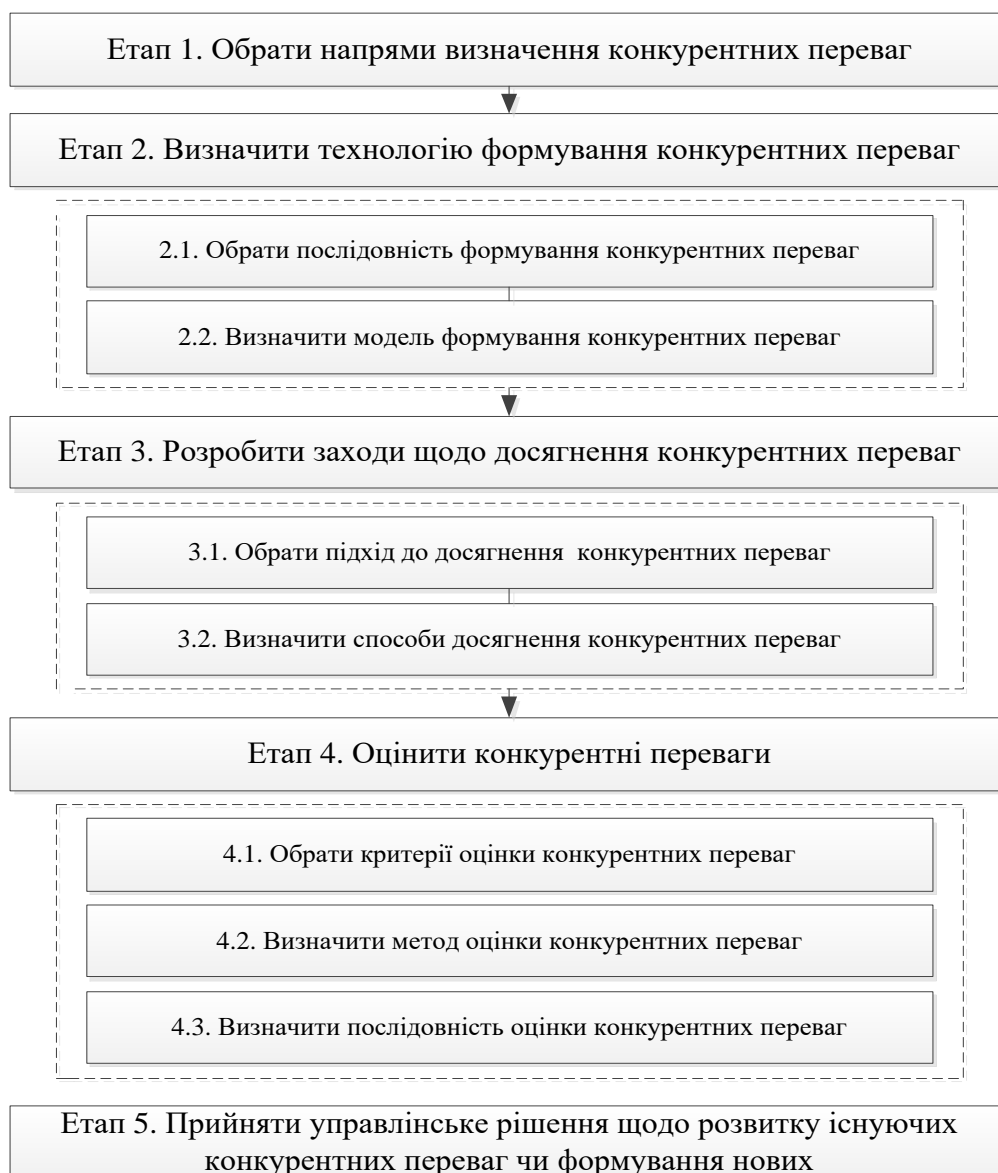 Етап 1. Обрати напрями визначення конкурентних переваг
Етап 2. Визначити технологію формування конкурентних переваг
2.1. Обрати послідовність формування конкурентних переваг
2.2. Визначити модель формування конкурентних переваг
Етап 3. Розробити заходи щодо досягнення конкурентних переваг
3.1. Обрати підхід до досягнення конкурентних переваг
3.2. Визначити способи досягнення конкурентних переваг
Етап 4. Оцінити конкурентні переваги
4.1. Обрати критерії оцінки конкурентних переваг
4.2. Визначити метод оцінки конкурентних переваг
4.3. Визначити послідовність оцінки конкурентних переваг
Етап 5. Прийняти управлінське рішення щодо розвитку існуючих
конкурентних переваг чи формування нових